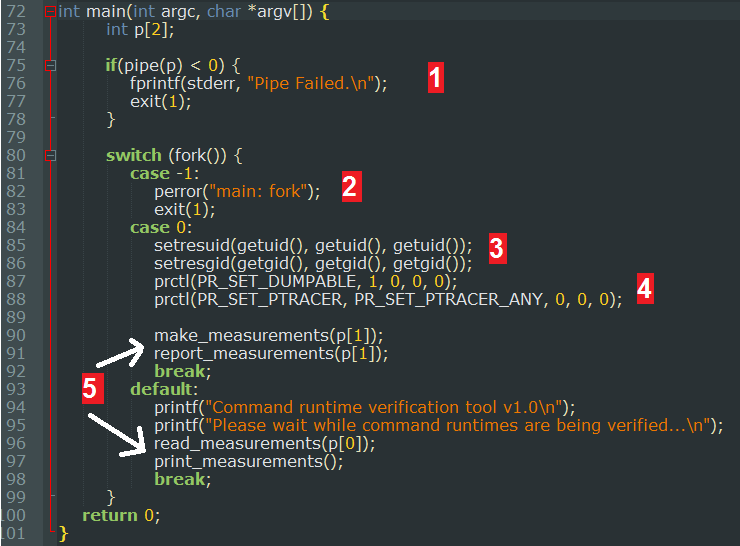 72 int main(int argc, char *argv[]) {
73 int p[2];
74
75 if(pipe(p) < 0) {
76 fprintf(stderr, "Pipe Failed.\n"); 1
77 exit(1);
78 }
79
80 switch (fork()) {
81 case -1:
82 perror("main: fork"); 2
83 exit(1);
84 case 0:
85 setresuid(getuid(), getuid(), getuid()); 3
86 setresgid(getgid(), getgid(), getgid());
87 prctl(PR_SET_DUMPABLE, 1, 0, 0, 0); 4
88 prctl(PR_SET_PTRACER, PR_SET_PTRACER_ANY, 0, 0, 0);
89
90 make_measurements(p[1]);
91 report_measurements(p[1]);
92 break;
5
93 default:
94 printf("Command runtime verification tool v1.0\n");
95 printf("Please wait while command runtimes are being verified...\n");
96 read_measurements(p[0]);
97 print_measurements();
98 break;
99 }
100 return 0;
101 }